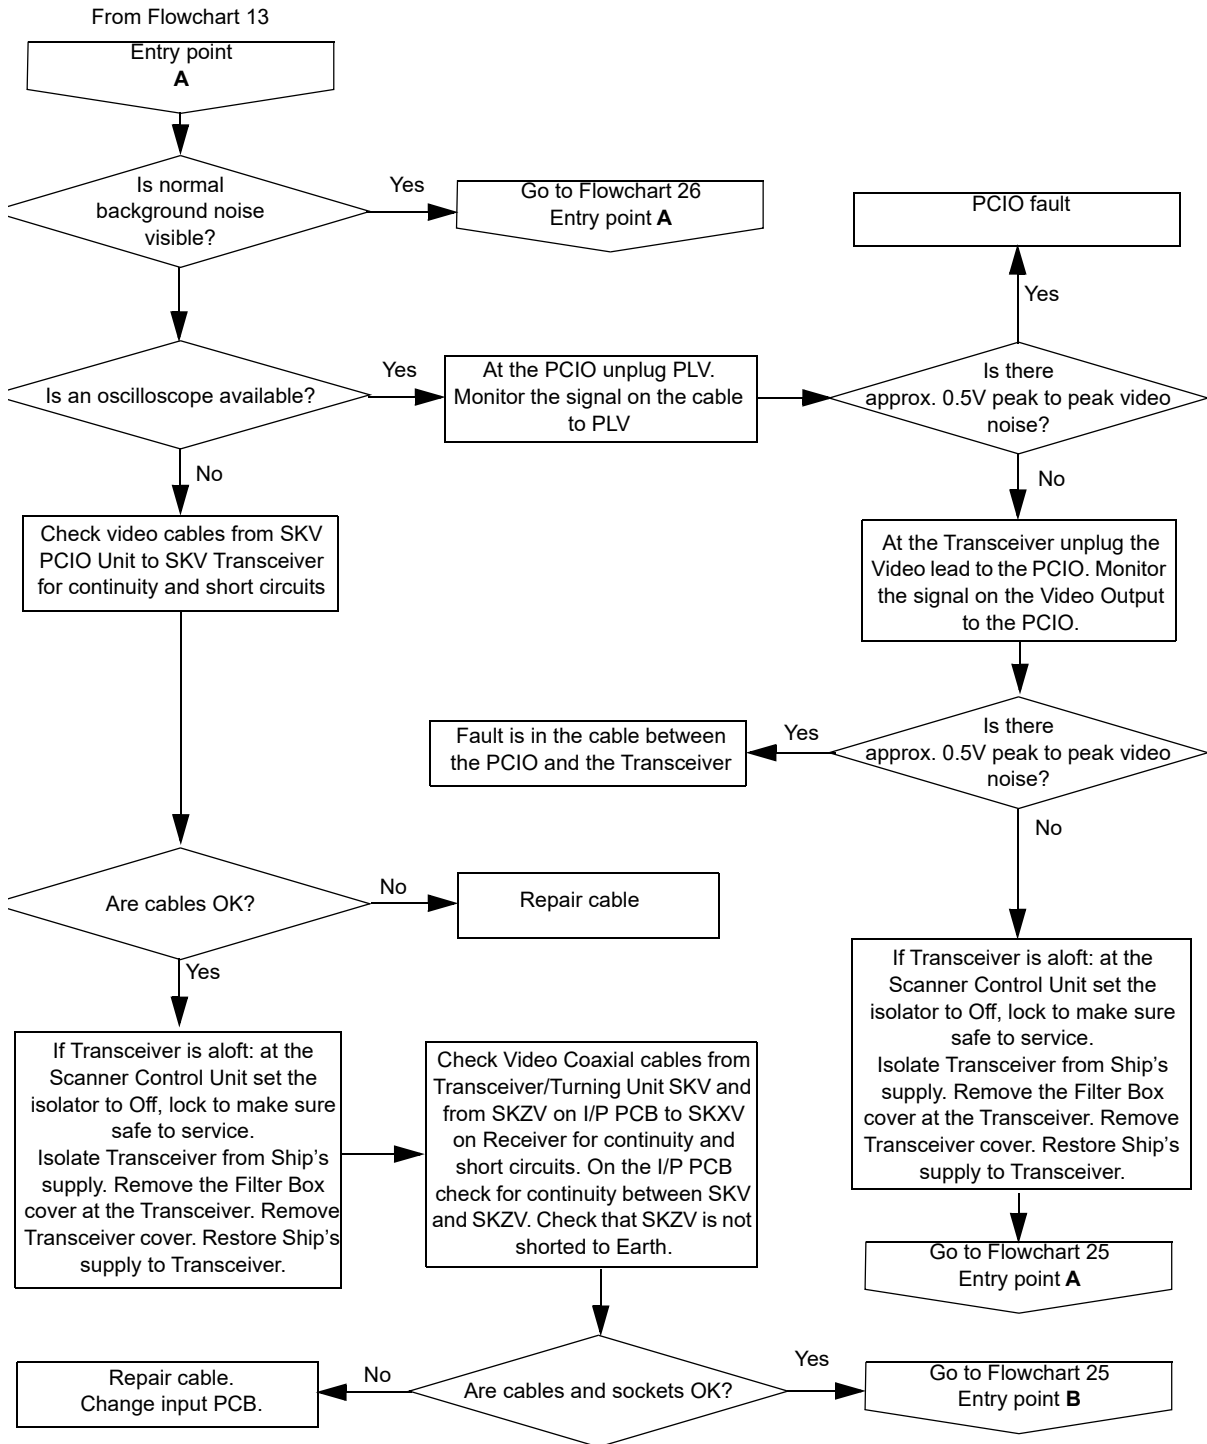 From Flowchart 13
Entry point
A
Is normal
background noise
visible?
Yes
Go to Flowchart 26
Entry point A
PCIO fault
Yes
Is an oscilloscope available?
Yes
At the PCIO unplug PLV.
Monitor the signal on the cable
to PLV
Is there
approx. 0.5V peak to peak video
noise?
No
No
Check video cables from SKV
PCIO Unit to SKV Transceiver
for continuity and short circuits
At the Transceiver unplug the
Video lead to the PCIO. Monitor
the signal on the Video Output
to the PCIO.
Fault is in the cable between
the PCIO and the Transceiver
Yes
Is there
approx. 0.5V peak to peak video
noise?
No
Are cables OK?
No
Repair cable
Yes
If Transceiver is aloft: at the
Scanner Control Unit set the
isolator to Off, lock to make sure
safe to service.
Isolate Transceiver from Ship's
supply. Remove the Filter Box
cover at the Transceiver. Remove
Transceiver cover. Restore Ship's
supply to Transceiver.
Check Video Coaxial cables from
Transceiver/Turning Unit SKV and
from SKZV on I/P PCB to SKXV
on Receiver for continuity and
short circuits. On the I/P PCB
check for continuity between SKV
and SKZV. Check that SKZV is not
shorted to Earth.
If Transceiver is aloft: at the
Scanner Control Unit set the
isolator to Off, lock to make sure
safe to service.
Isolate Transceiver from Ship's
supply. Remove the Filter Box
cover at the Transceiver. Remove
Transceiver cover. Restore Ship's
supply to Transceiver.
Go to Flowchart 25
Entry point A
Repair cable.
Change input PCB.
No
Are cables and sockets OK?
Yes
Go to Flowchart 25
Entry point B